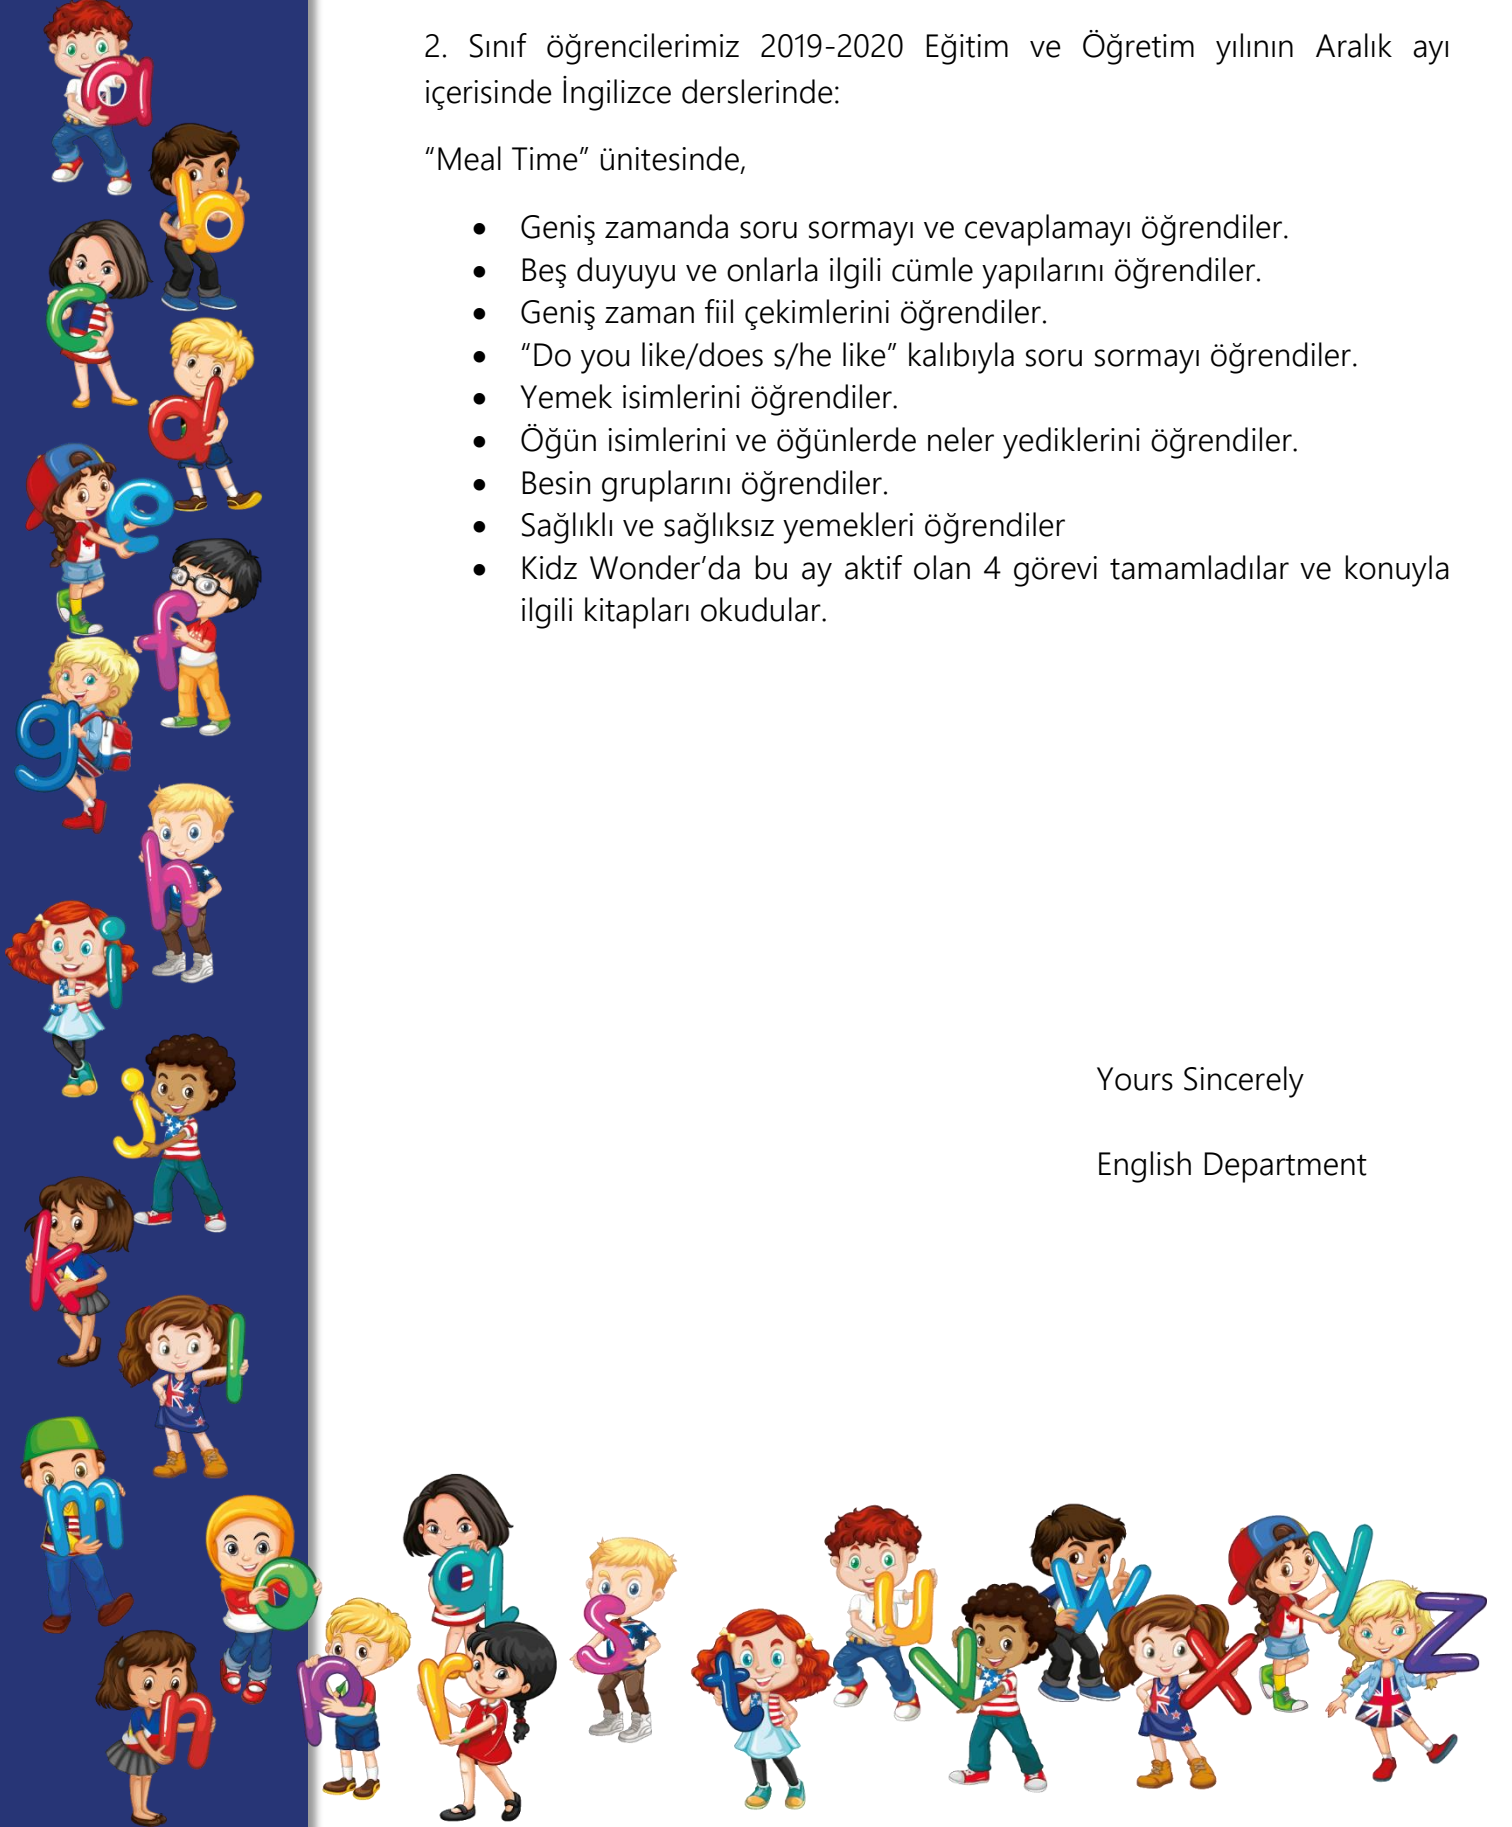 2. Sınıf öğrencilerimiz 2019-2020 Eğitim ve Öğretim yılının Aralık ayı
içerisinde İngilizce derslerinde:
“Meal Time” ünitesinde,
• Geniş zamanda soru sormayı ve cevaplamayı öğrendiler.
• Beş duyuyu ve onlarla ilgili cümle yapılarını öğrendiler.
• Geniş zaman fiil çekimlerini öğrendiler.
• “Do you like/does s/he like” kalıbıyla soru sormayı öğrendiler.
• Yemek isimlerini öğrendiler.
• Öğün isimlerini ve öğünlerde neler yediklerini öğrendiler.
• Besin gruplarını öğrendiler.
• Sağlıklı ve sağlıksız yemekleri öğrendiler
• Kidz Wonder’da bu ay aktif olan 4 görevi tamamladılar ve konuyla
ilgili kitapları okudular.
Yours Sincerely
English Department
a
b
c
d
e
f
g
h
i
j
k
l
m
n
o
p
q
r
s
t
u
v
w
x
y
z